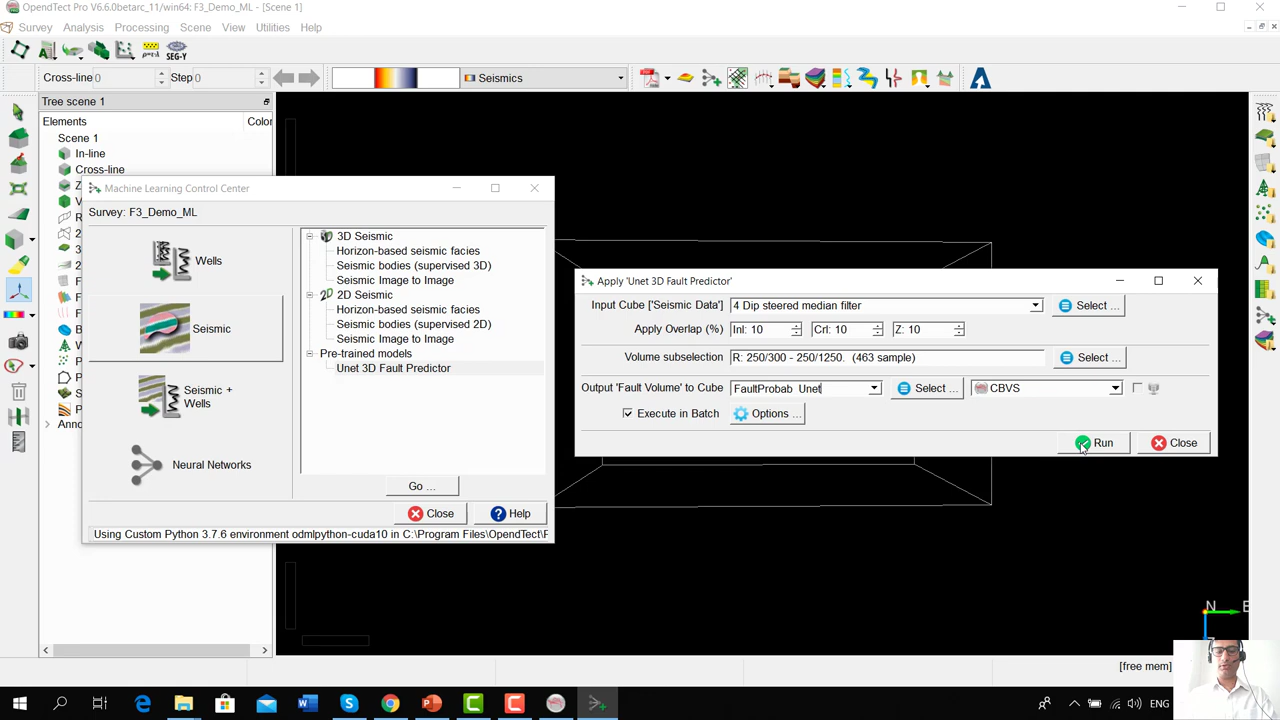 OpendTect Pro V6.6.0betarc_11/win64: F3_Demo_ML - [Scene 1]
Survey Analysis Processing Scene View Utilities Help
SEG-Y
Cross-line 0 Step 0 Seismics
Tree scene 1
Elements Color
Scene 1
In-line
Cross-line
Z
V
2
3
F
F
F
B
V
P
P
S
P
Anno
Machine Learning Control Center
Survey: F3_Demo_ML
Wells
Seismic
Seismic +
Wells
Neural Networks
3D Seismic
Horizon-based seismic facies
Seismic bodies (supervised 3D)
Seismic Image to Image
2D Seismic
Horizon-based seismic facies
Seismic bodies (supervised 2D)
Seismic Image to Image
Pre-trained models
Unet 3D Fault Predictor
Go ...
Close Help
Using Custom Python 3.7.6 environment odmlpython-cuda10 in C:\Program Files\OpendTect\F
Apply 'Unet 3D Fault Predictor'
Input Cube ['Seismic Data'] 4 Dip steered median filter Select ...
Apply Overlap (%) Inl: 10 Crl: 10 Z: 10
Volume subselection R: 250/300 - 250/1250. (463 sample) Select ...
Output 'Fault Volume' to Cube FaultProbab Unet Select ... CBVS
Execute in Batch Options ...
Run Close
N
E
Z
[free mem]
ENG